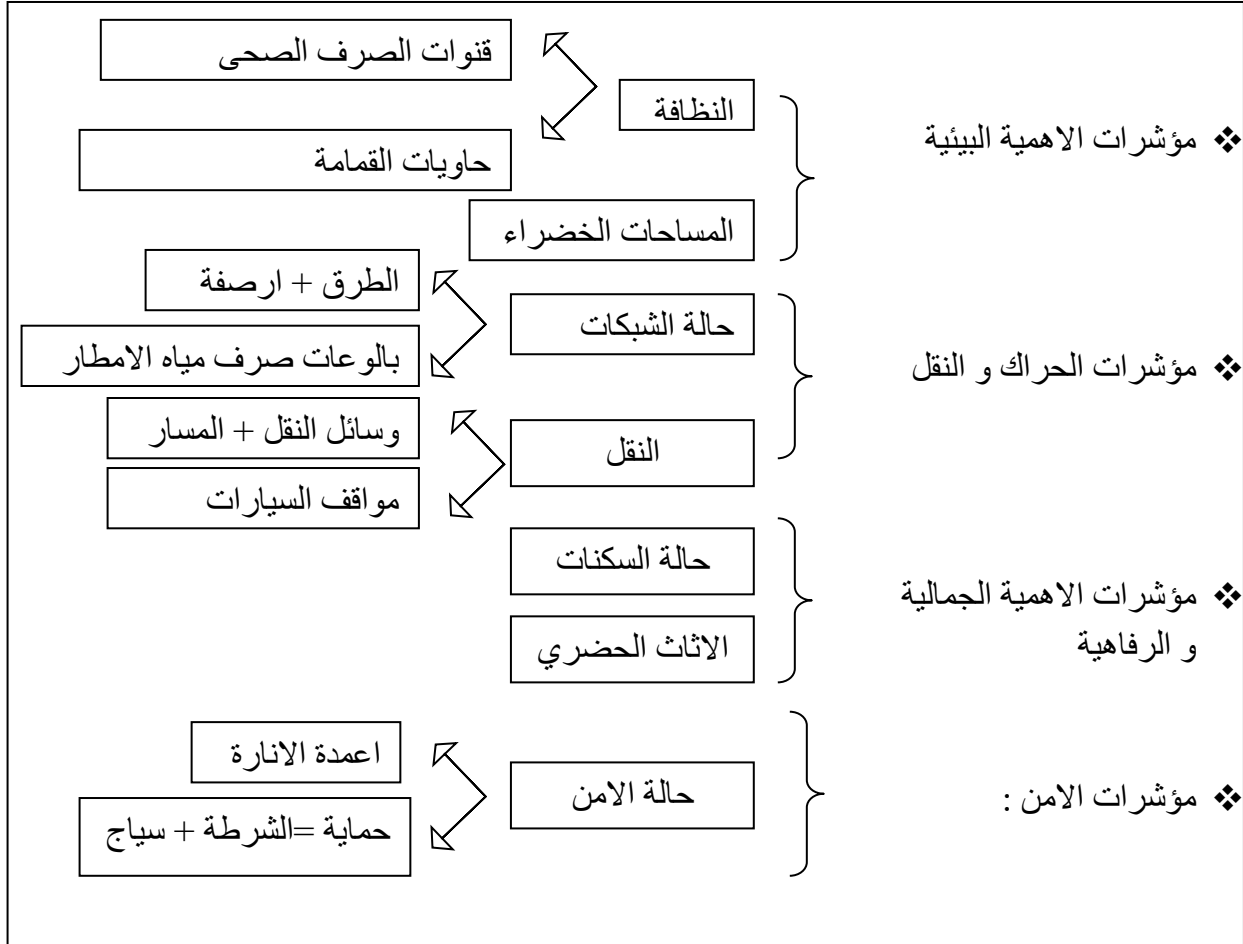 ❖ مؤشرات الاهمية البيئية
النظافة
قنوات الصرف الصحى
حاويات القمامة
المساحات الخضراء
❖ مؤشرات الحراك و النقل
حالة الشبكات
الطرق + ارصفة
بالوعات صرف مياه الامطار
النقل
وسائل النقل + المسار
مواقف السيارات
❖ مؤشرات الاهمية الجمالية
و الرفاهية
حالة السكنات
الاثاث الحضري
❖ مؤشرات الامن :
حالة الامن
اعمدة الانارة
حماية =الشرطة + سياج